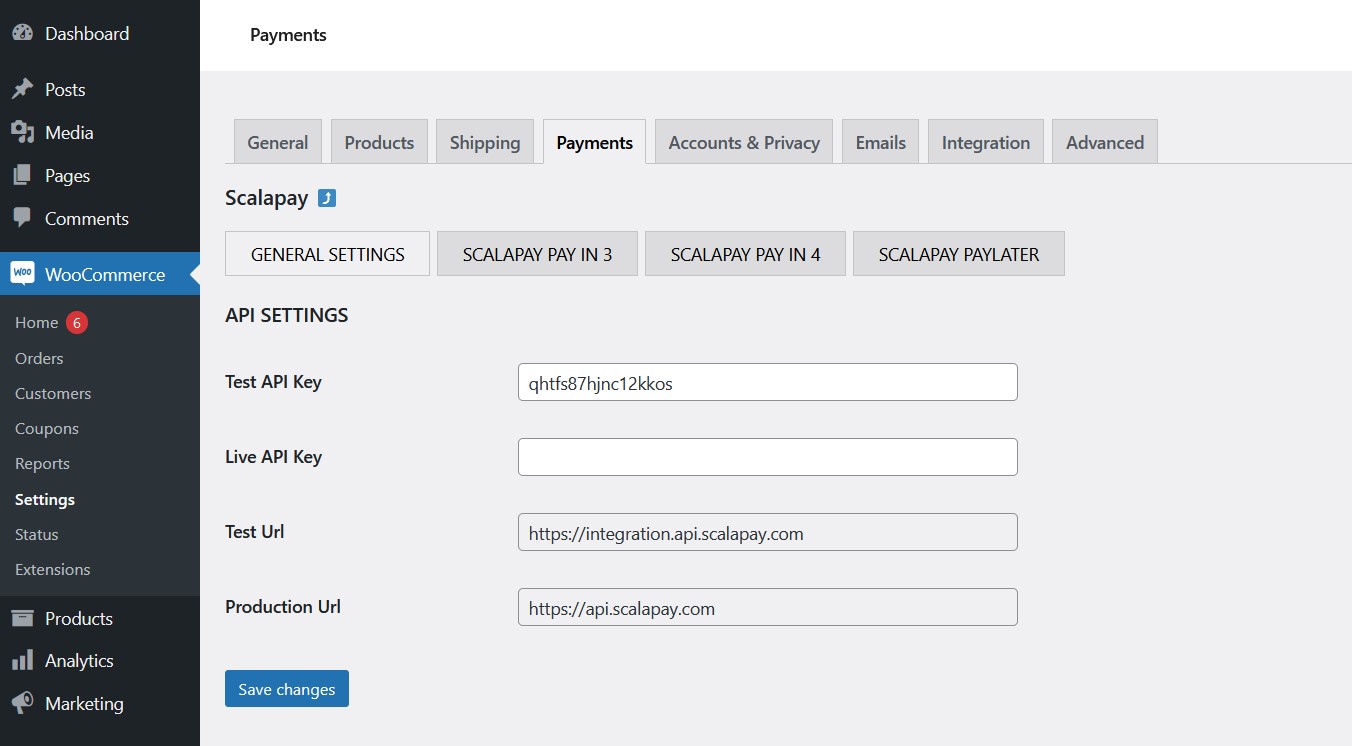 Dashboard
Posts
Media
Pages
Comments
woo WooCommerce
Home 6
Orders
Customers
Coupons
Reports
Settings
Status
Extensions
Products
Analytics
Marketing
Payments
General Products Shipping Payments Accounts & Privacy Emails Integration Advanced
Scalapay ⤴
GENERAL SETTINGS SCALAPAY PAY IN 3 SCALAPAY PAY IN 4 SCALAPAY PAYLATER
API SETTINGS
Test API Key qhtfs87hjnc12kkos
Live API Key
Test Url https://integration.api.scalapay.com
Production Url https://api.scalapay.com
Save changes